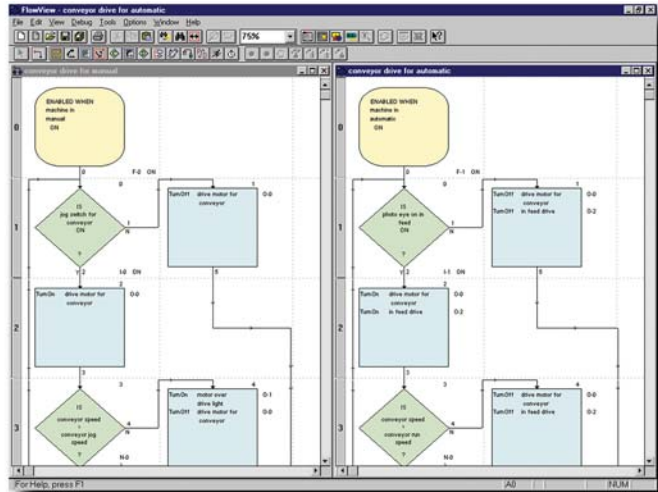 FlowView - conveyor drive for automatic
File Edit View Debug Tools Options Window Help
75%
conveyor drive for manual
0
ENABLED WHEN
machine in
manual
ON
0 F-0 ON
0
1
IS
jog switch for
conveyor
ON
?
1
N
1
TurnOff drive motor for O-0
conveyor
Y 2 I-0 ON
5
2
2
TurnOn drive motor for O-0
conveyor
3
3
3
IS
conveyor speed
conveyor jog
speed
?
4
N
N-0
4
TurnOn motor over O-1
drive light
TurnOff drive motor for O-0
conveyor
conveyor drive for automatic
0
ENABLED WHEN
machine in
automatic
ON
0 F-1 ON
0
1
IS
photo eye on in
feed
ON
?
1
N
1
TurnOff drive motor for O-0
conveyor
TurnOff in feed drive O-2
Y 2 I-1 ON
5
2
2
TurnOn drive motor for O-0
conveyor
TurnOn in feed drive O-2
3
3
3
IS
conveyor speed
conveyor run
speed
?
4
N
N-0
4
TurnOff drive motor for O-0
conveyor
TurnOff in feed drive O-2
For Help, press F1
A0
NUM